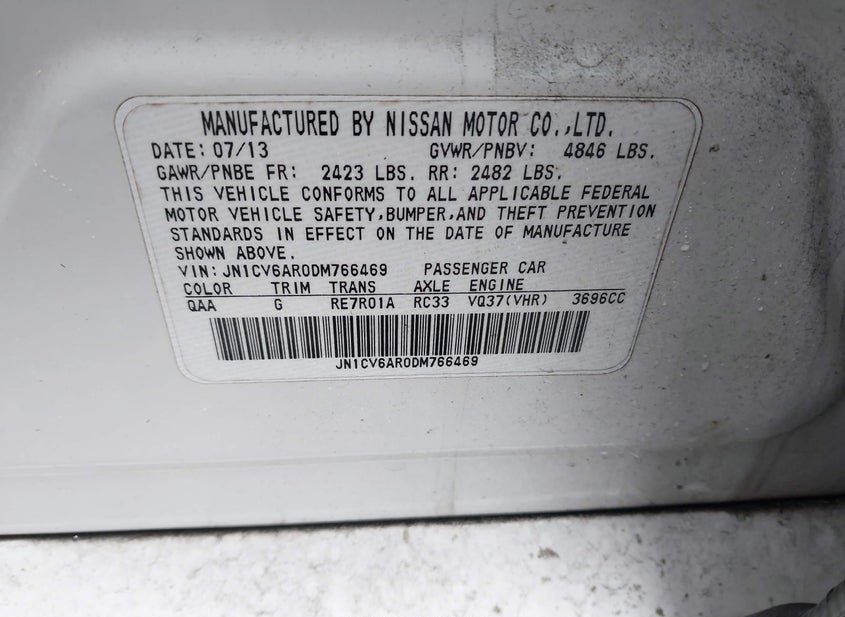 MANUFACTURED BY NISSAN MOTOR CO.,LTD.
DATE: 07/13 GVWR/PNBV: 4846 LBS.
GAWR/PNBE FR: 2423 LBS. RR: 2482 LBS.
THIS VEHICLE CONFORMS TO ALL APPLICABLE FEDERAL
MOTOR VEHICLE SAFETY,BUMPER,AND THEFT PREVENTION
STANDARDS IN EFFECT ON THE DATE OF MANUFACTURE
SHOWN ABOVE.
VIN: JN1CV6AR0DM766469 PASSENGER CAR
COLOR TRIM TRANS AXLE ENGINE
QAA G RE7R01A RC33 VQ37(VHR) 3696CC
JN1CV6AR0DM766469